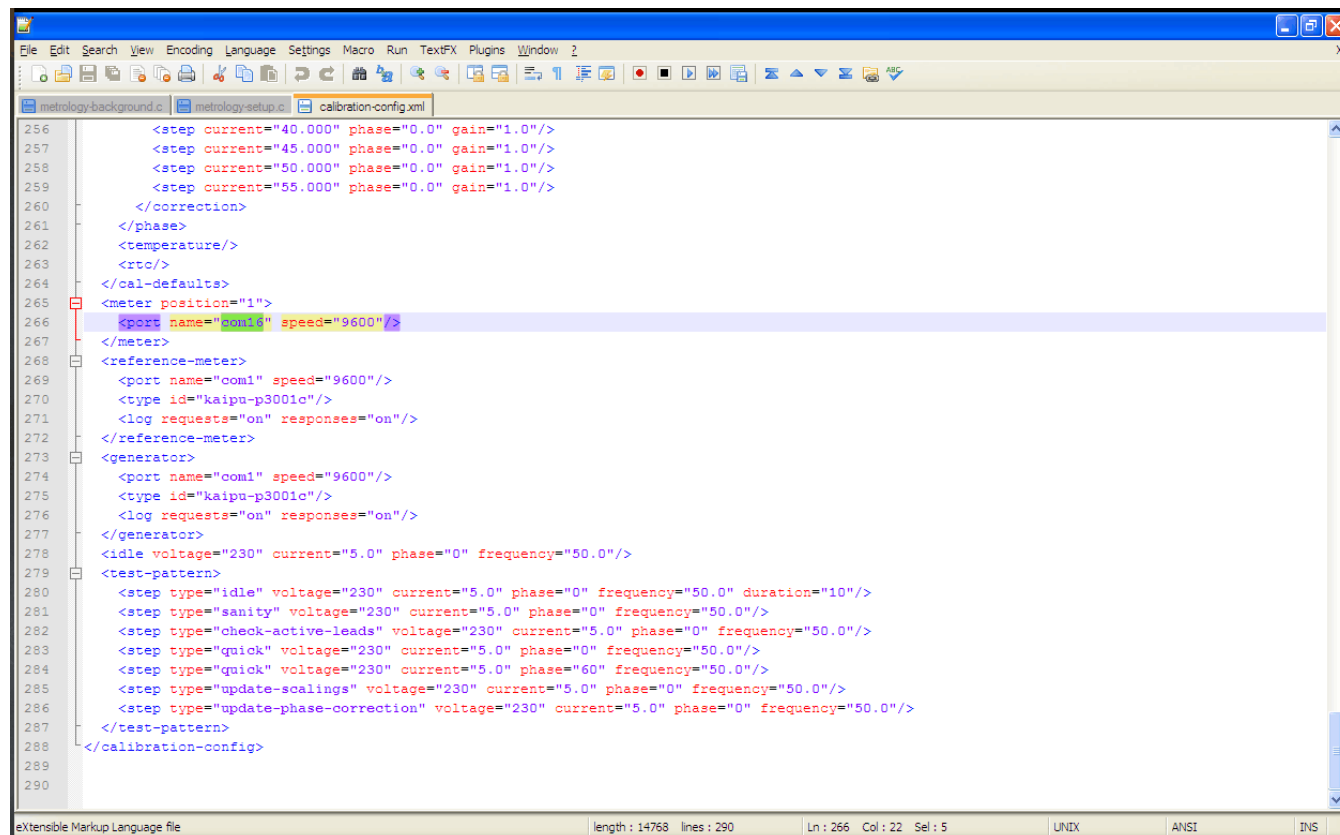 File Edit Search View Encoding Language Settings Macro Run TextFX Plugins Window ? X
metrology-background.c metrology-setup.c calibration-config.xml
256 <step current="40.000" phase="0.0" gain="1.0"/>
257 <step current="45.000" phase="0.0" gain="1.0"/>
258 <step current="50.000" phase="0.0" gain="1.0"/>
259 <step current="55.000" phase="0.0" gain="1.0"/>
260 </correction>
261 </phase>
262 <temperature/>
263 <rtc/>
264 </cal-defaults>
265 <meter position="1">
266 <port name="com16" speed="9600"/>
267 </meter>
268 <reference-meter>
269 <port name="com1" speed="9600"/>
270 <type id="kaipu-p3001c"/>
271 <log requests="on" responses="on"/>
272 </reference-meter>
273 <generator>
274 <port name="com1" speed="9600"/>
275 <type id="kaipu-p3001c"/>
276 <log requests="on" responses="on"/>
277 </generator>
278 <idle voltage="230" current="5.0" phase="0" frequency="50.0"/>
279 <test-pattern>
280 <step type="idle" voltage="230" current="5.0" phase="0" frequency="50.0" duration="10"/>
281 <step type="sanity" voltage="230" current="5.0" phase="0" frequency="50.0"/>
282 <step type="check-active-leads" voltage="230" current="5.0" phase="0" frequency="50.0"/>
283 <step type="quick" voltage="230" current="5.0" phase="0" frequency="50.0"/>
284 <step type="quick" voltage="230" current="5.0" phase="60" frequency="50.0"/>
285 <step type="update-scalings" voltage="230" current="5.0" phase="0" frequency="50.0"/>
286 <step type="update-phase-correction" voltage="230" current="5.0" phase="0" frequency="50.0"/>
287 </test-pattern>
288 </calibration-config>
289
290
eXtensible Markup Language file length : 14768 lines : 290 Ln : 266 Col : 22 Sel : 5 UNIX ANSI INS